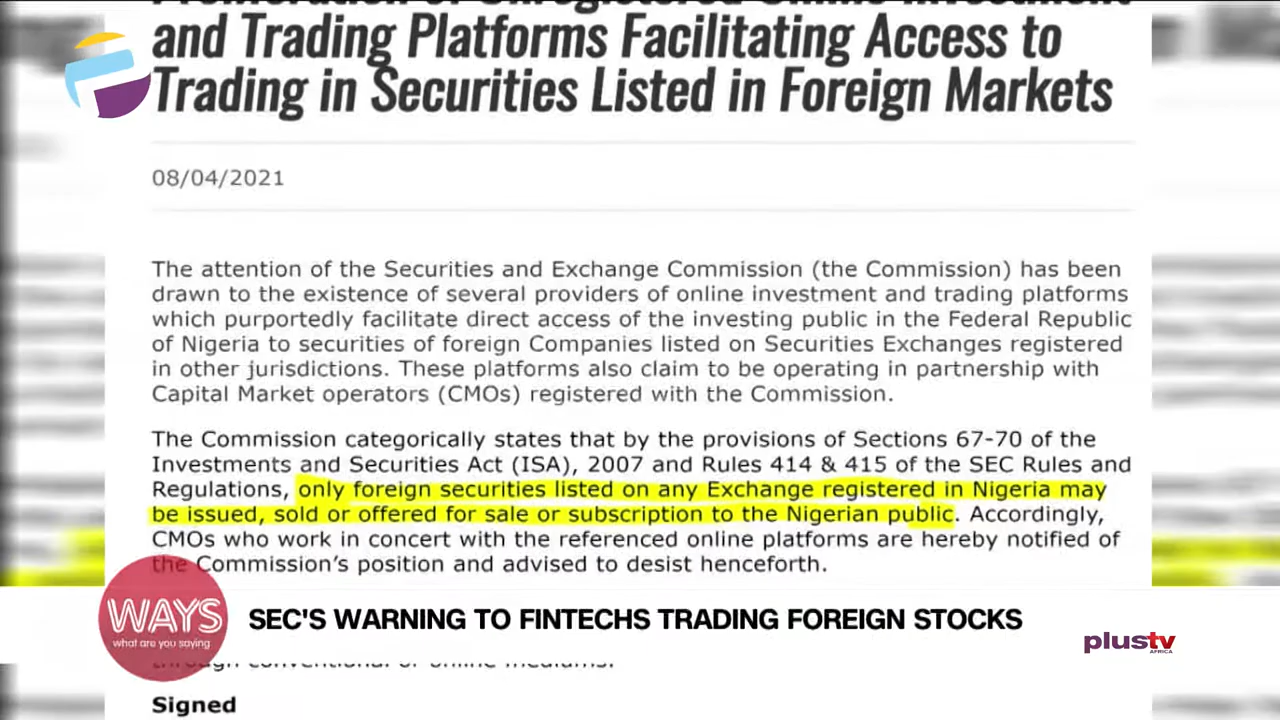 and Trading Platforms Facilitating Access to
Trading in Securities Listed in Foreign Markets
08/04/2021
The attention of the Securities and Exchange Commission (the Commission) has been
drawn to the existence of several providers of online investment and trading platforms
which purportedly facilitate direct access of the investing public in the Federal Republic
of Nigeria to securities of foreign Companies listed on Securities Exchanges registered
in other jurisdictions. These platforms also claim to be operating in partnership with
Capital Market operators (CMOs) registered with the Commission.
The Commission categorically states that by the provisions of Sections 67-70 of the
Investments and Securities Act (ISA), 2007 and Rules 414 & 415 of the SEC Rules and
Regulations, only foreign securities listed on any Exchange registered in Nigeria may
be issued, sold or offered for sale or subscription to the Nigerian public. Accordingly,
CMOs who work in concert with the referenced online platforms are hereby notified of
the Commission's position and advised to desist henceforth.
WAYS
what are you saying
SEC'S WARNING TO FINTECHS TRADING FOREIGN STOCKS
plustv
AFRICA
Signed